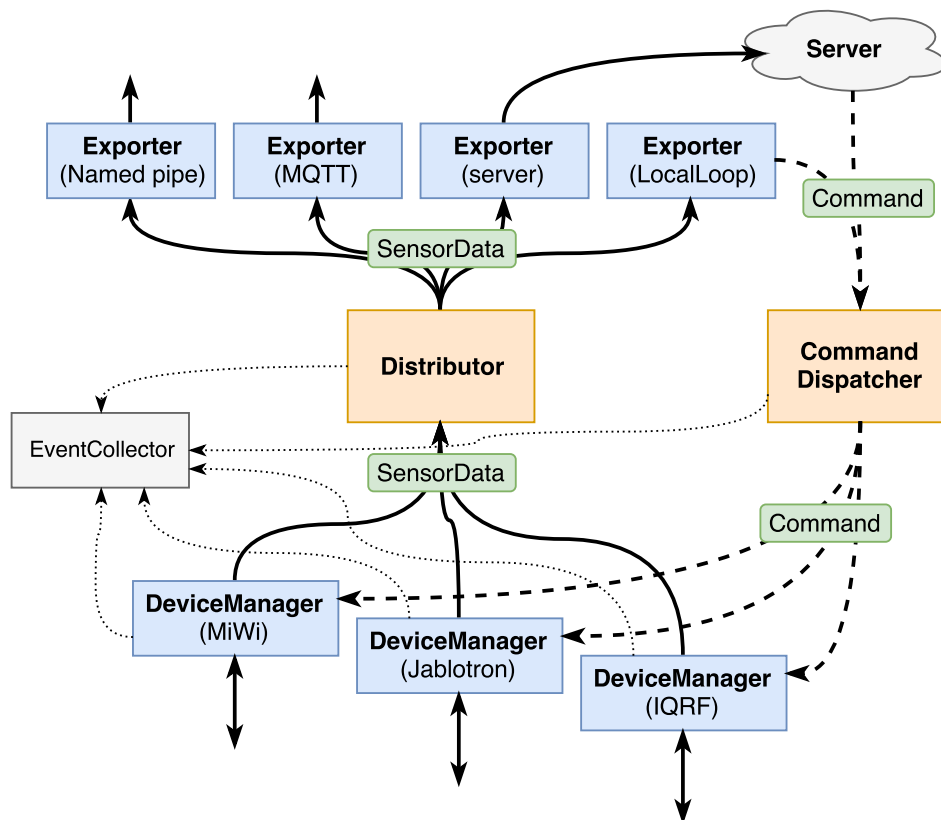 Server
Exporter
(Named pipe)
Exporter
(MQTT)
Exporter
(server)
Exporter
(LocalLoop)
Command
SensorData
Distributor
Command
Dispatcher
EventCollector
SensorData
Command
DeviceManager
(MiWi)
DeviceManager
(Jablotron)
DeviceManager
(IQRF)